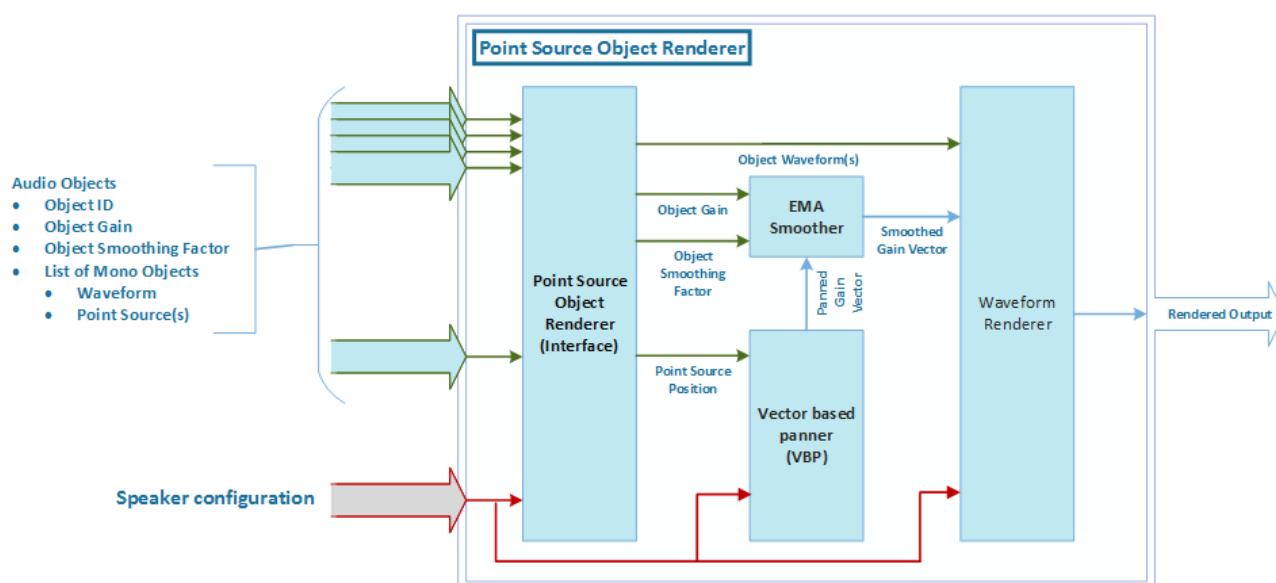 Point Source Object Renderer
Audio Objects
• Object ID
• Object Gain
• Object Smoothing Factor
• List of Mono Objects
• Waveform
• Point Source(s)
Speaker configuration
Point Source
Object
Renderer
(Interface)
Object Waveform(s)
Object Gain
Object
Smoothing
Factor
Point Source
Position
EMA
Smoother
Panned
Gain
Vector
Vector based
panner
(VBP)
Smoothed
Gain Vector
Waveform
Renderer
Rendered Output